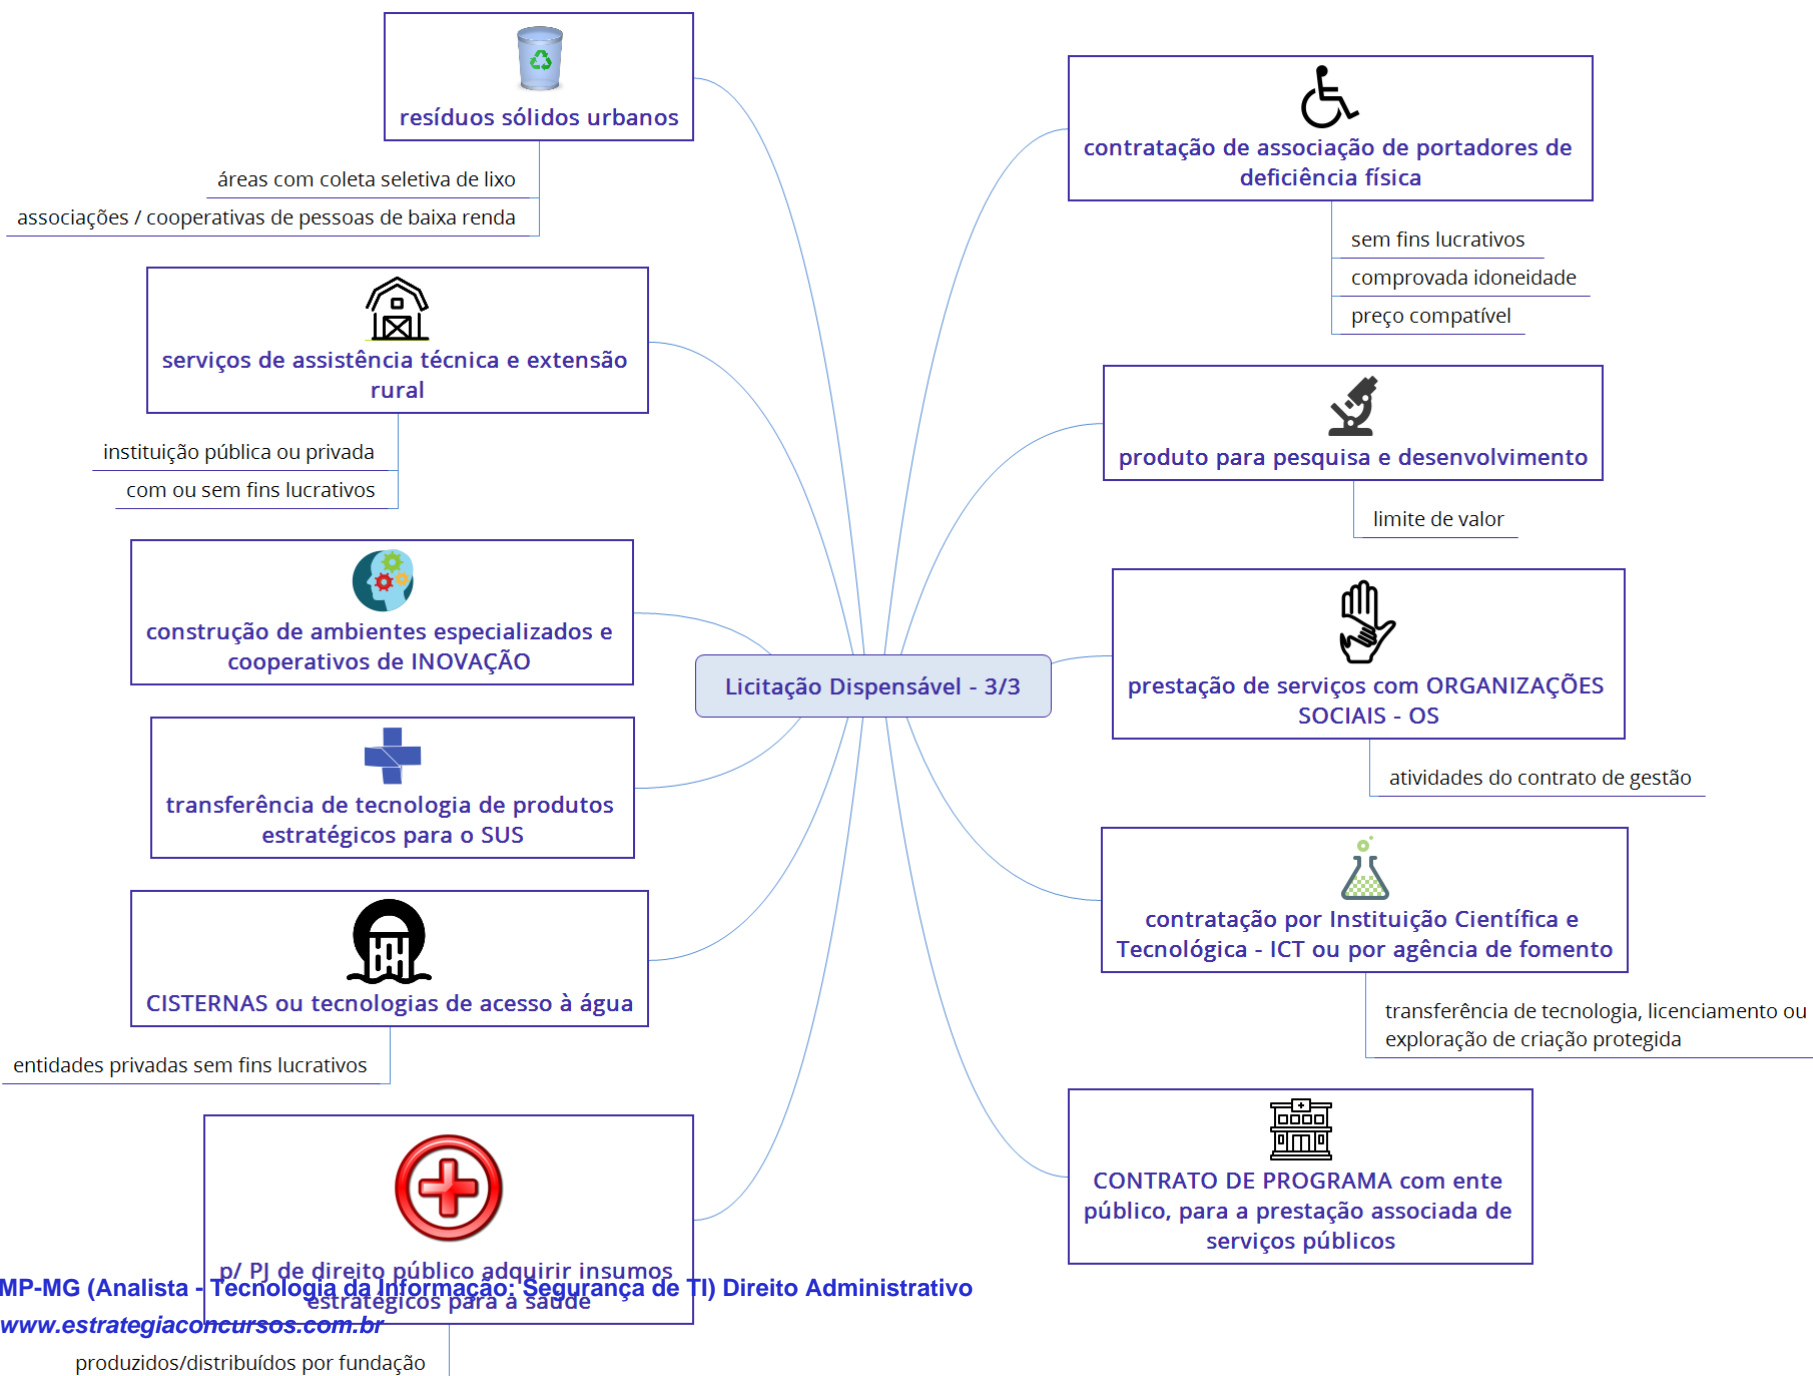 resíduos sólidos urbanos
áreas com coleta seletiva de lixo
associações / cooperativas de pessoas de baixa renda
serviços de assistência técnica e extensão
rural
instituição pública ou privada
com ou sem fins lucrativos
construção de ambientes especializados e
cooperativos de INOVAÇÃO
transferência de tecnologia de produtos
estratégicos para o SUS
CISTERNAS ou tecnologias de acesso à água
entidades privadas sem fins lucrativos
p/ PJ de direito público adquirir insumos
estratégicos para a saúde
produzidos/distribuídos por fundação
Licitação Dispensável - 3/3
contratação de associação de portadores de
deficiência física
sem fins lucrativos
comprovada idoneidade
preço compatível
produto para pesquisa e desenvolvimento
limite de valor
prestação de serviços com ORGANIZAÇÕES
SOCIAIS - OS
atividades do contrato de gestão
contratação por Instituição Científica e
Tecnológica - ICT ou por agência de fomento
transferência de tecnologia, licenciamento ou
exploração de criação protegida
CONTRATO DE PROGRAMA com ente
público, para a prestação associada de
serviços públicos
MP-MG (Analista - Tecnologia da Informação: Segurança de TI) Direito Administrativo
www.estrategiaconcursos.com.br